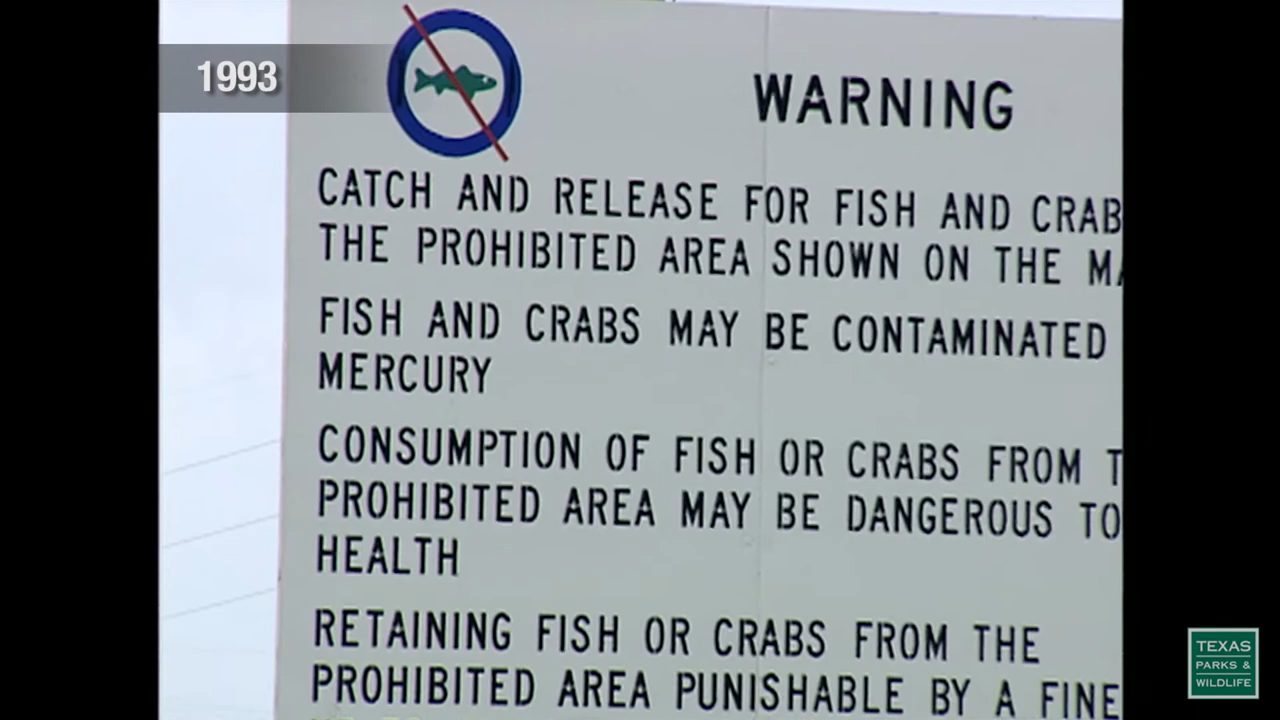 1993
WARNING
CATCH AND RELEASE FOR FISH AND CRAB
THE PROHIBITED AREA SHOWN ON THE
FISH AND CRABS MAY BE CONTAMINATED
MERCURY
CONSUMPTION OF FISH OR CRABS FROM
PROHIBITED AREA MAY BE DANGEROUS TO
HEALTH
RETAINING FISH OR CRABS FROM THE
PROHIBITED AREA PUNISHABLE BY A FINE
TEXAS
PARKS &
WILDLIFE